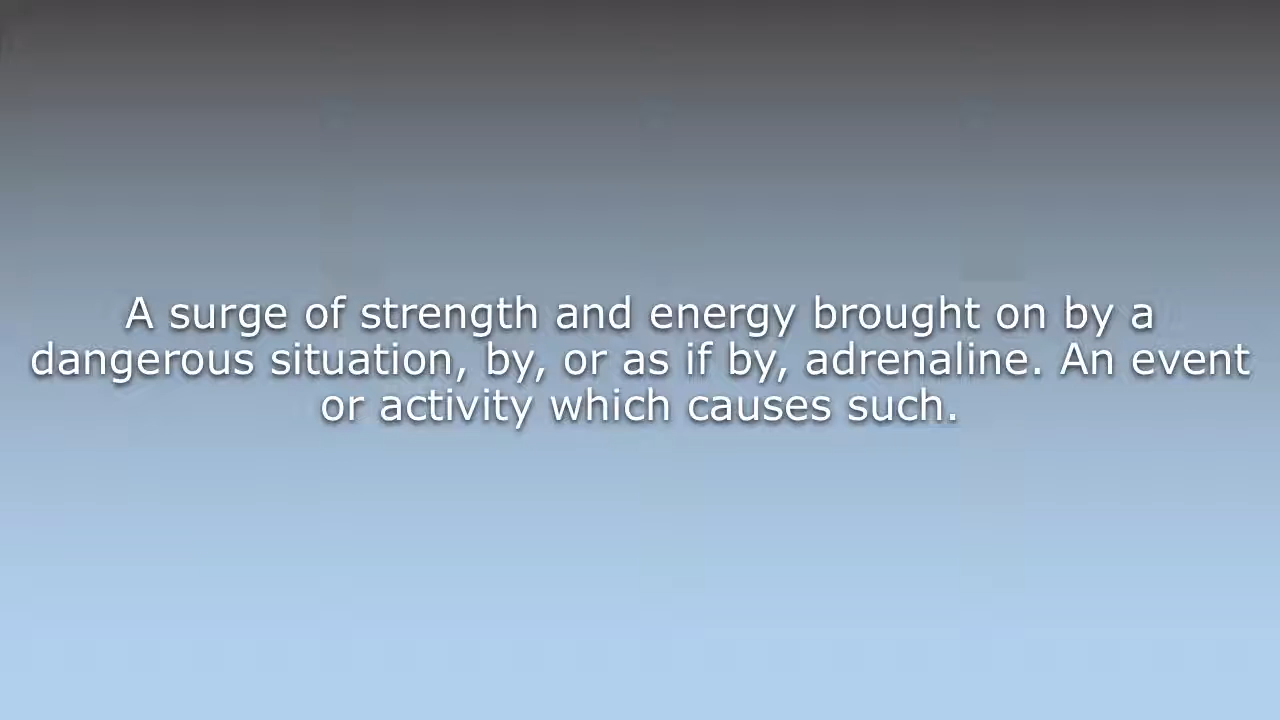 A surge of strength and energy brought on by a
dangerous situation, by, or as if by, adrenaline. An event
or activity which causes such.